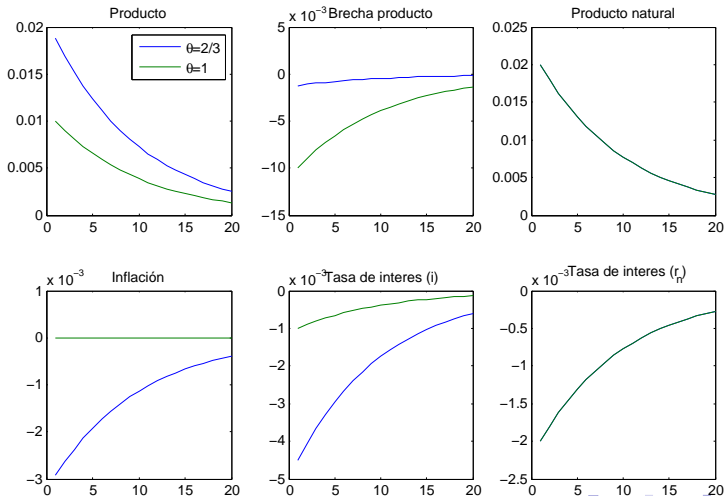 Producto
0.02
0.015
0.01
0.005
0
0 5 10 15 20
θ=2/3
θ=1
x 10⁻³ Brecha producto
5
0
−5
−10
−15
0 5 10 15 20
Producto natural
0.025
0.02
0.015
0.01
0.005
0
0 5 10 15 20
x 10⁻³ Inflación
1
0
−1
−2
−3
0 5 10 15 20
x 10⁻³ Tasa de interes (i)
0
−1
−2
−3
−4
−5
0 5 10 15 20
x 10⁻³ Tasa de interes (rₙ)
0
−0.5
−1
−1.5
−2
−2.5
0 5 10 15 20